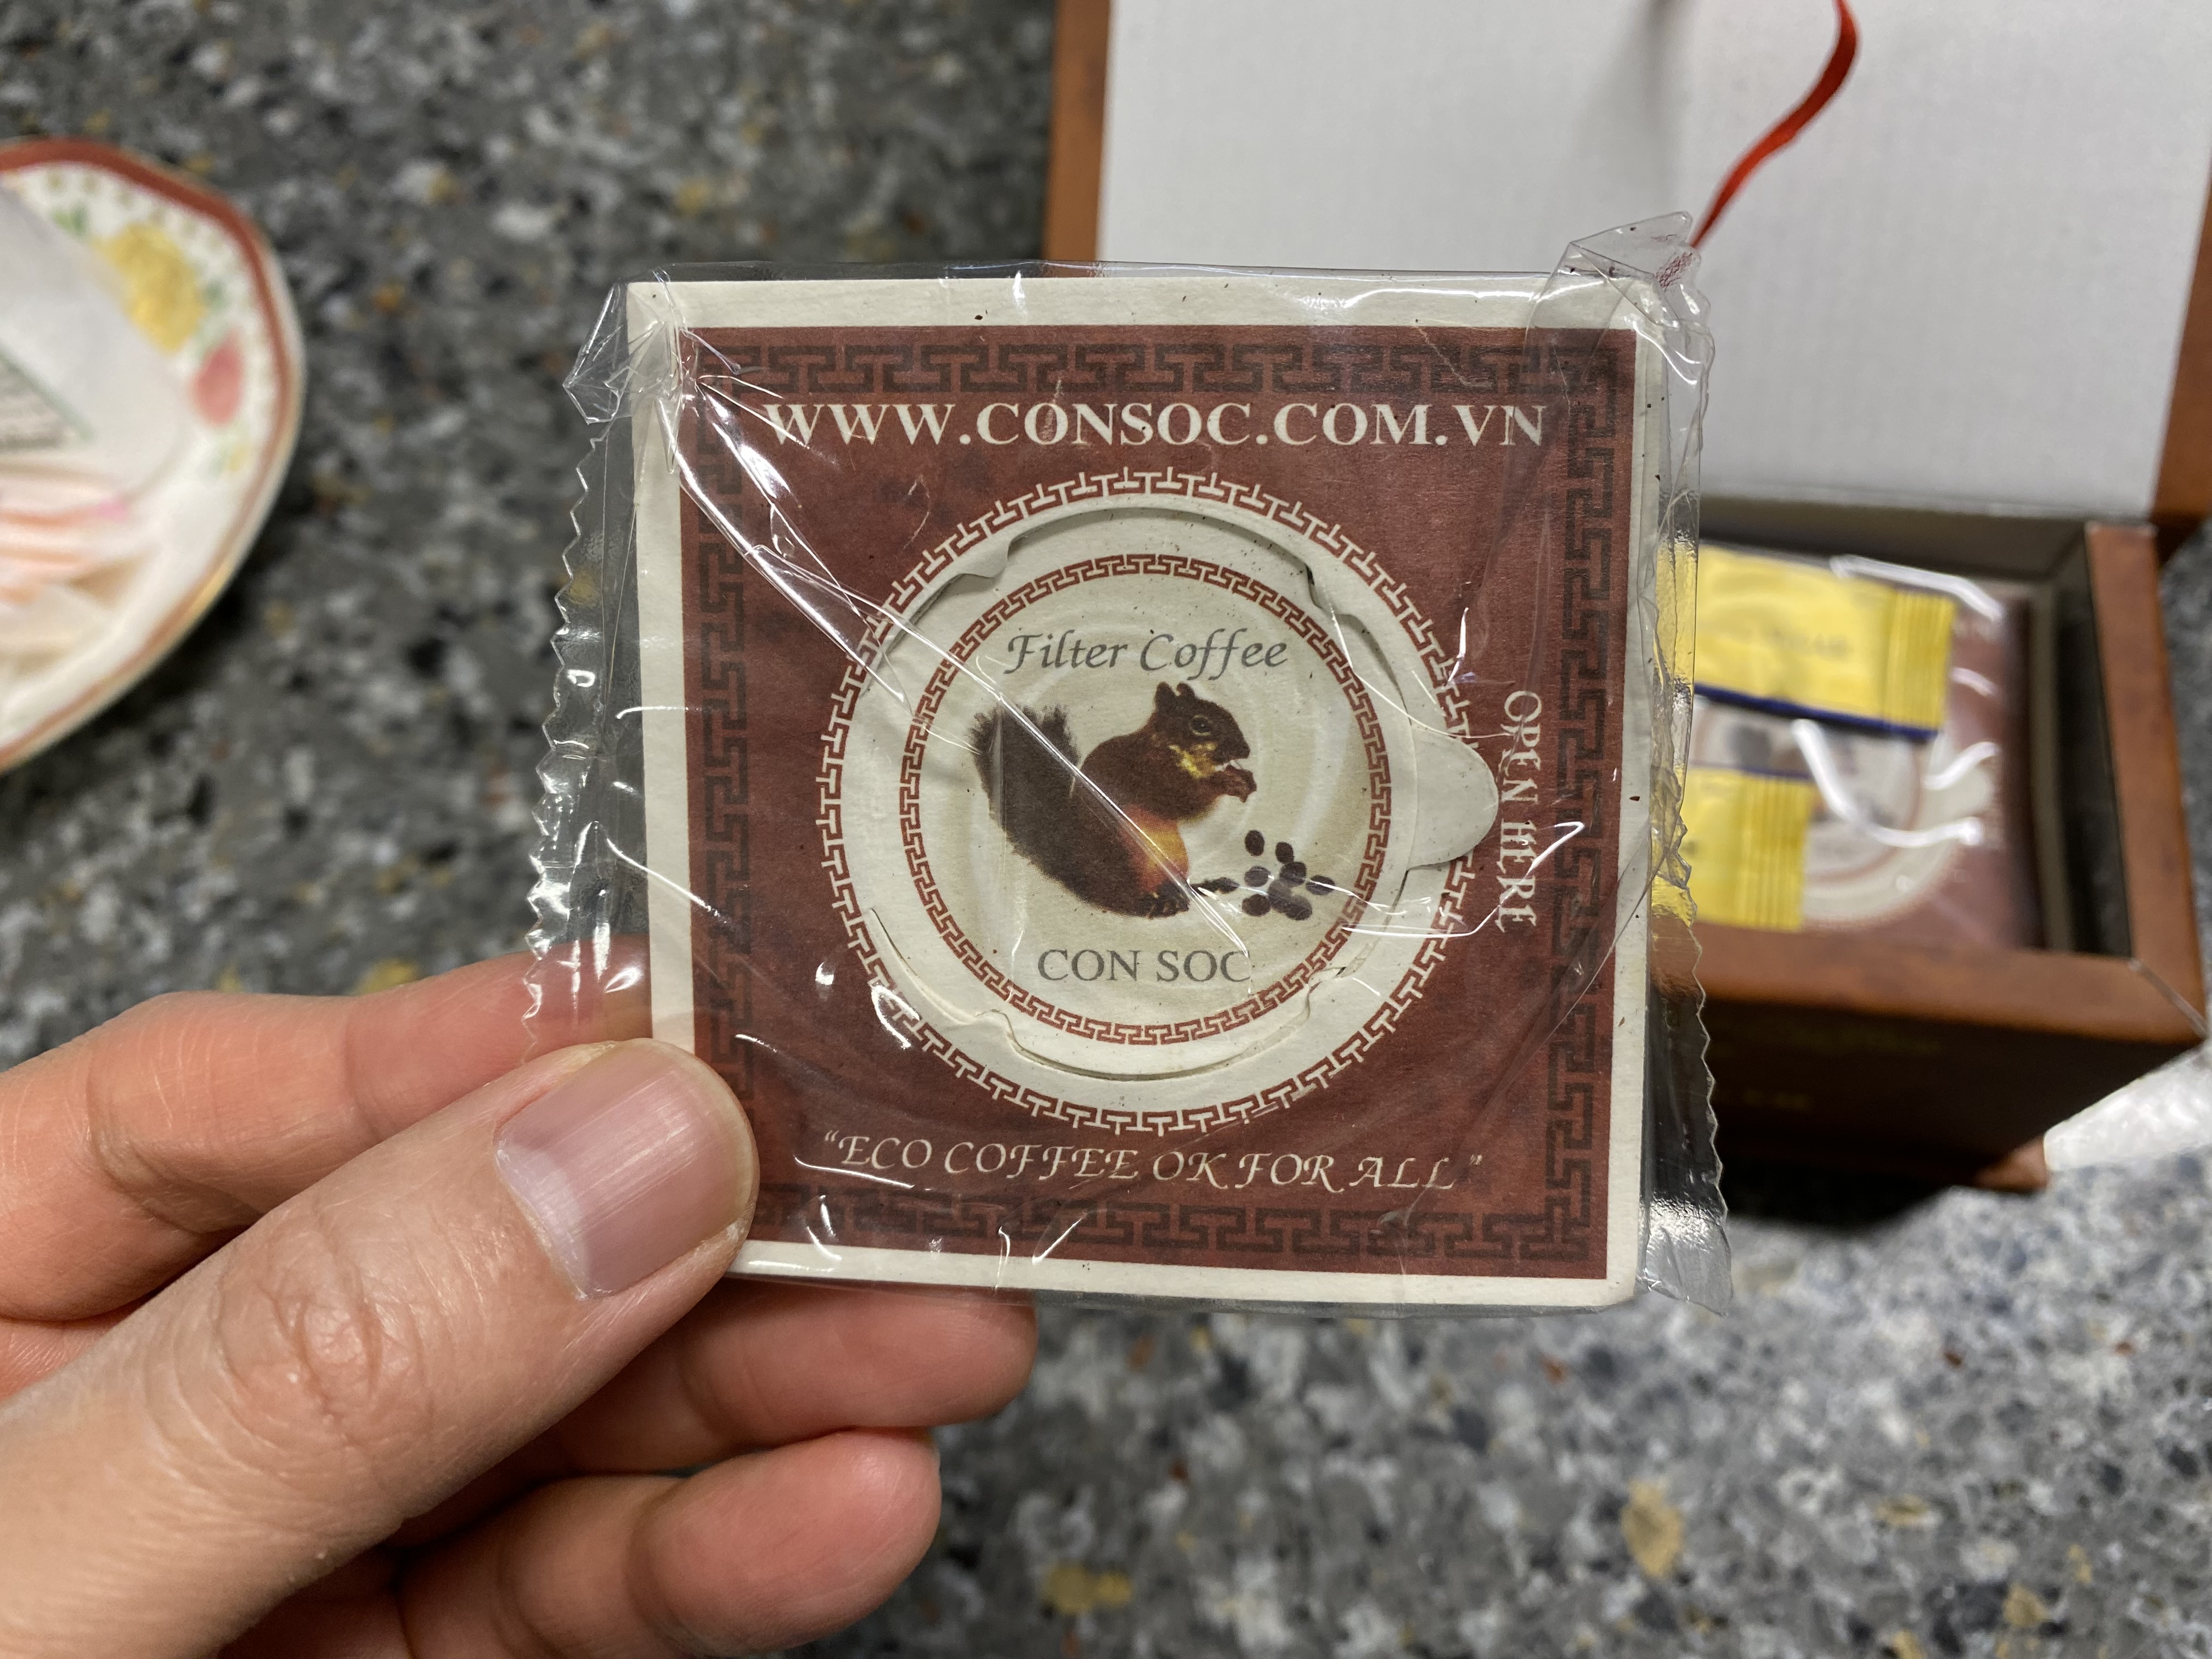 WWW.CONSOC.COM.VN
Filter Coffee
CON SOC
OPEN HERE
"ECO COFFEE OK FOR ALL"